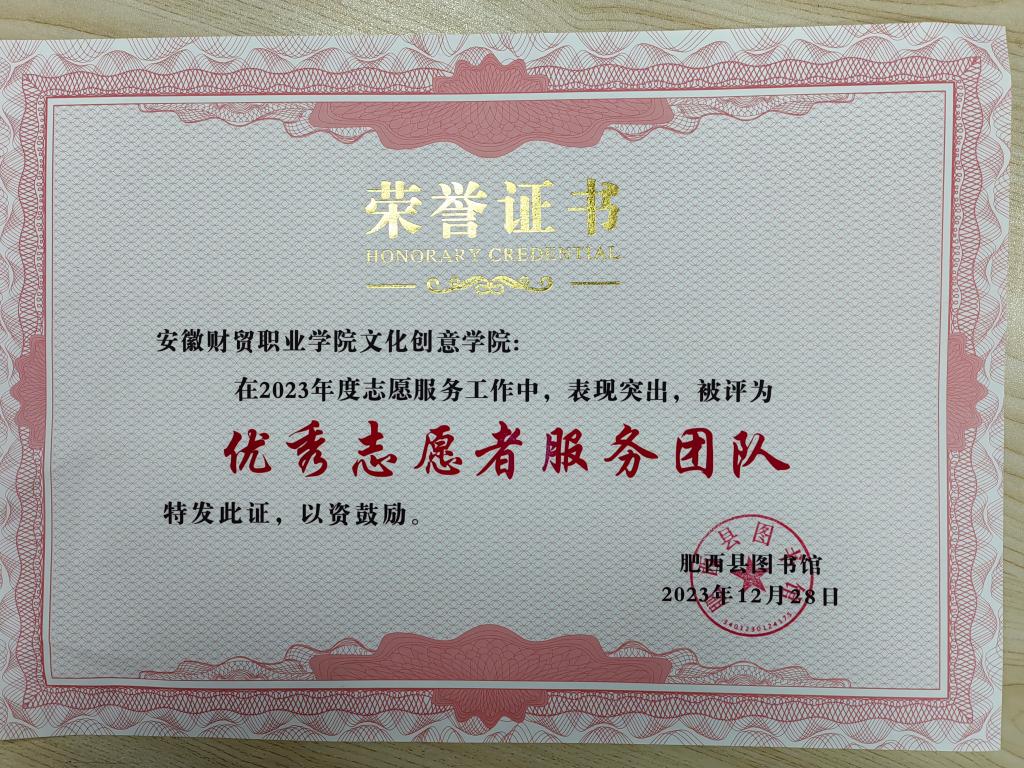 荣誉证书
HONORARY CREDENTIAL
安徽财贸职业学院文化创意学院:
在2023年度志愿服务工作中，表现突出，被评为
优秀志愿者服务团队
特发此证，以资鼓励。
肥西县图书馆
2023年12月28日